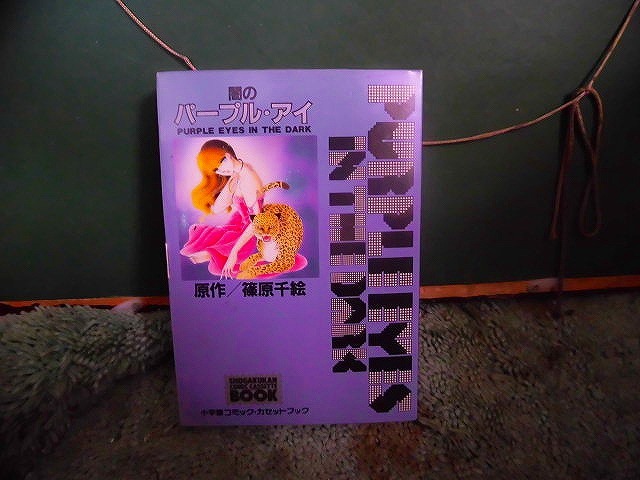 闇の
パープル・アイ
PURPLE EYES IN THE DARK
原作／篠原千絵
SHOGAKUKAN
COMIC CASSETTE
BOOK
小学館コミック・カセットブック
PURPLE EYES
IN THE DARK